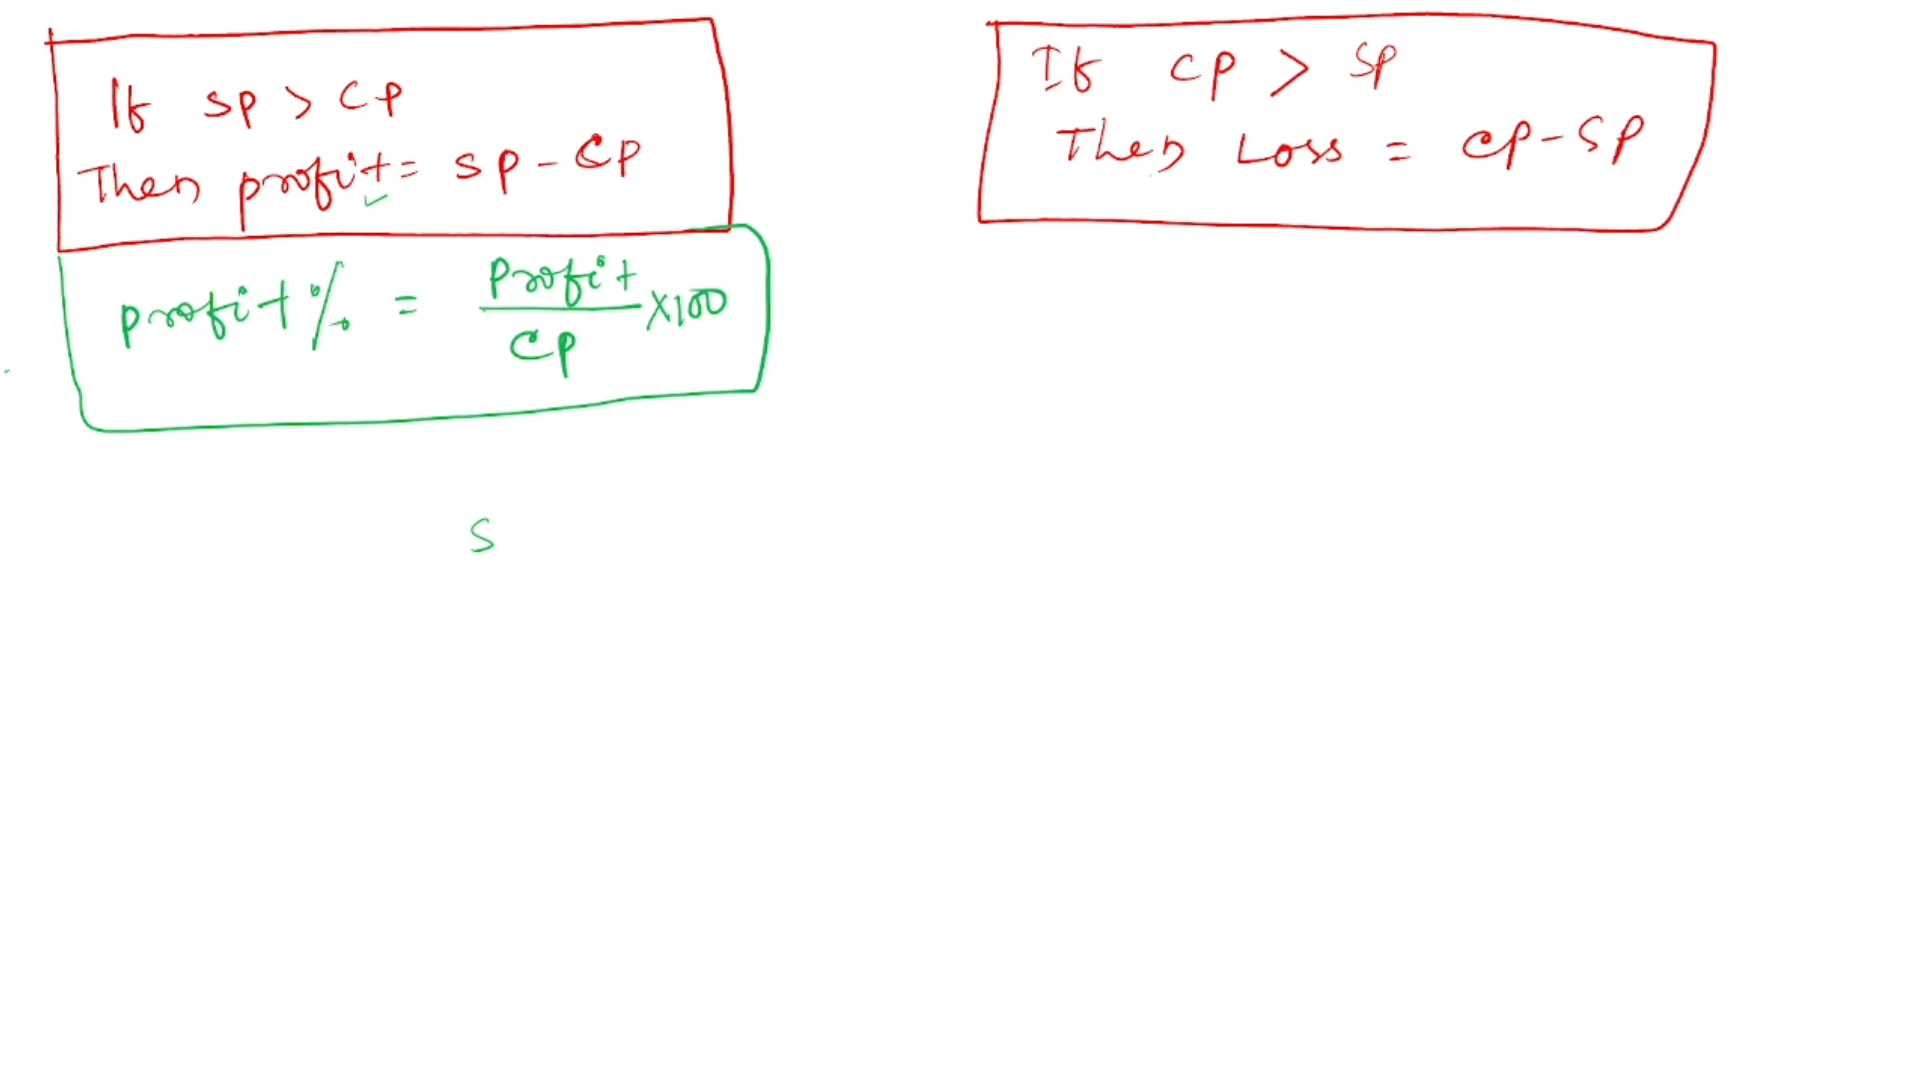 If SP > CP
Then profit = SP - CP
profit % = Profit / CP X100
S
If CP > SP
Then Loss = CP - SP